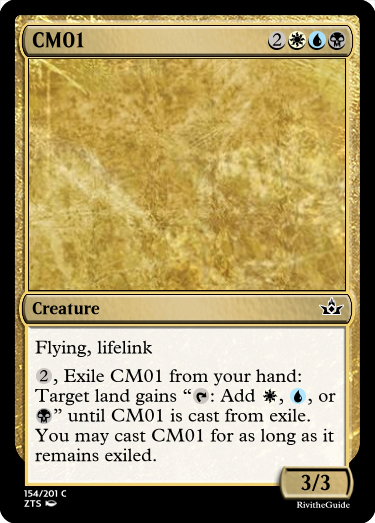 CM01 2
Creature
Flying, lifelink
2, Exile CM01 from your hand:
Target land gains “: Add , , or
” until CM01 is cast from exile.
You may cast CM01 for as long as it
remains exiled.
3/3
154/201 C
ZTS
RivitheGuide